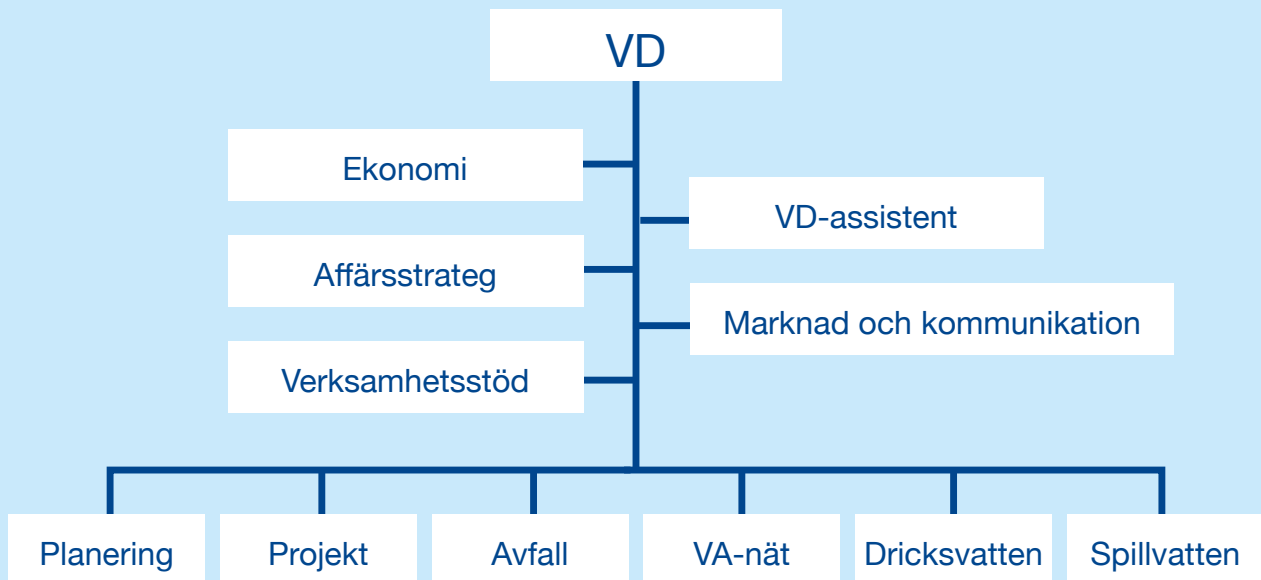 VD
Ekonomi
VD-assistent
Affärsstrateg
Marknad och kommunikation
Verksamhetsstöd
Planering
Projekt
Avfall
VA-nät
Dricksvatten
Spillvatten